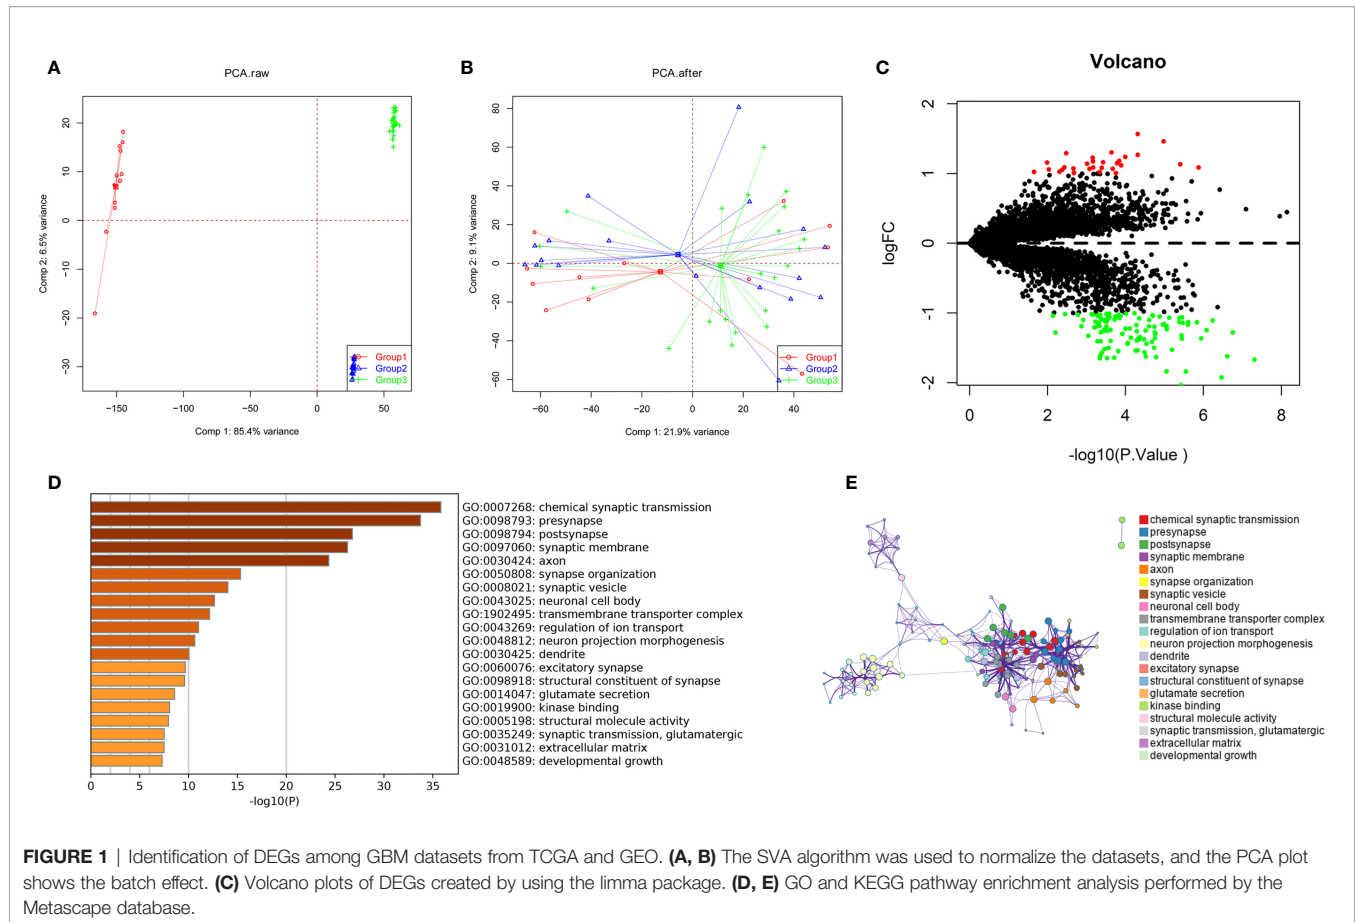 A
PCA.raw
Comp 2: 6.5% variance
20
10
0
−10
−20
−30
−150
−100
−50
0
50
Comp 1: 85.4% variance
Group1
Group2
Group3
B
PCA.after
Comp 2: 9.1% variance
80
60
40
20
0
−20
−40
−60
−60
−40
−20
0
20
40
Comp 1: 21.9% variance
Group1
Group2
Group3
C
Volcano
logFC
2
1
0
-1
-2
0
2
4
6
8
-log10(P.Value )
D
GO:0007268: chemical synaptic transmission
GO:0098793: presynapse
GO:0098794: postsynapse
GO:0097060: synaptic membrane
GO:0030424: axon
GO:0050808: synapse organization
GO:0008021: synaptic vesicle
GO:0043025: neuronal cell body
GO:1902495: transmembrane transporter complex
GO:0043269: regulation of ion transport
GO:0048812: neuron projection morphogenesis
GO:0030425: dendrite
GO:0060076: excitatory synapse
GO:0098918: structural constituent of synapse
GO:0014047: glutamate secretion
GO:0019900: kinase binding
GO:0005198: structural molecule activity
GO:0035249: synaptic transmission, glutamatergic
GO:0031012: extracellular matrix
GO:0048589: developmental growth
0
5
10
15
20
25
30
35
-log10(P)
E
chemical synaptic transmission
presynapse
postsynapse
synaptic membrane
axon
synapse organization
synaptic vesicle
neuronal cell body
transmembrane transporter complex
regulation of ion transport
neuron projection morphogenesis
dendrite
excitatory synapse
structural constituent of synapse
glutamate secretion
kinase binding
structural molecule activity
synaptic transmission, glutamatergic
extracellular matrix
developmental growth
FIGURE 1 | Identification of DEGs among GBM datasets from TCGA and GEO. (A, B) The SVA algorithm was used to normalize the datasets, and the PCA plot
shows the batch effect. (C) Volcano plots of DEGs created by using the limma package. (D, E) GO and KEGG pathway enrichment analysis performed by the
Metascape database.